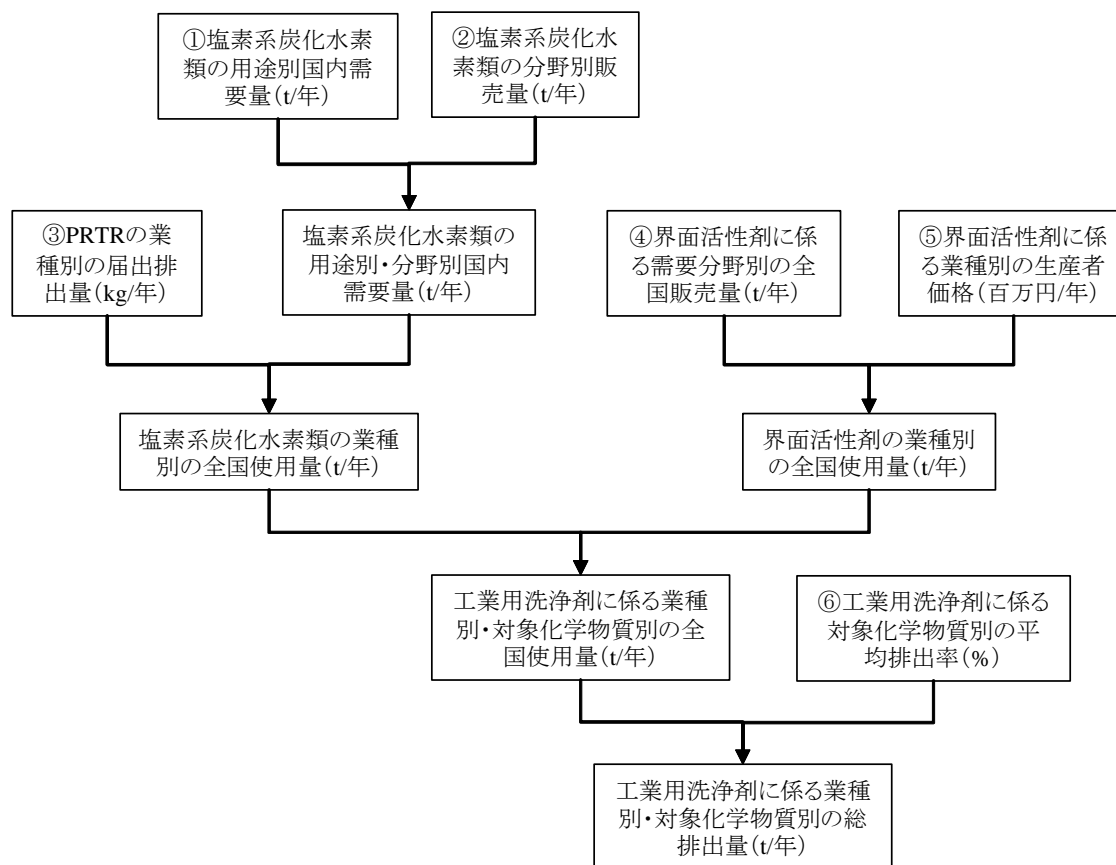 ①塩素系炭化水素
類の用途別国内需
要量(t/年)
②塩素系炭化水
素類の分野別販
売量(t/年)
③PRTRの業
種別の届出排
出量(kg/年)
塩素系炭化水素類の
用途別・分野別国内
需要量(t/年)
④界面活性剤に係
る需要分野別の全
国販売量(t/年)
⑤界面活性剤に係
る業種別の生産者
価格(百万円/年)
塩素系炭化水素類の業種
別の全国使用量(t/年)
界面活性剤の業種別
の全国使用量(t/年)
工業用洗浄剤に係る業種
別・対象化学物質別の全
国使用量(t/年)
⑥工業用洗浄剤に係る
対象化学物質別の平
均排出率(%)
工業用洗浄剤に係る業種
別・対象化学物質別の総
排出量(t/年)